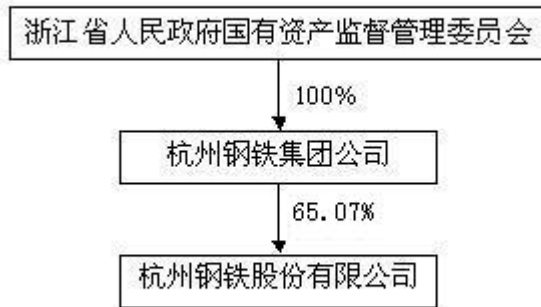 浙江省人民政府国有资产监督管理委员会
100%
杭州钢铁集团公司
65.07%
杭州钢铁股份有限公司